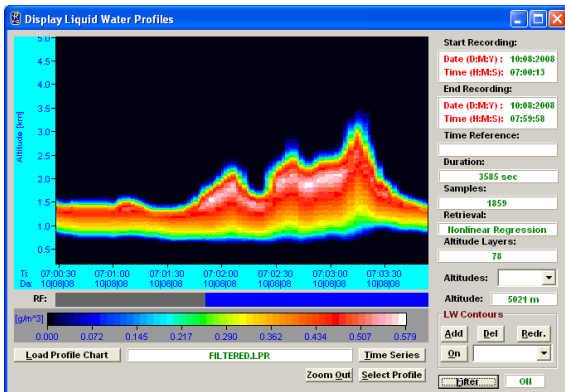 Display Liquid Water Profiles
Start Recording:
Date (D:M:Y) : 10:08:2008
Time (H:M:S): 07:00:13
End Recording:
Date (D:M:Y): 10:08:2008
Time (H:M:S): 07:59:58
Time Reference:
Duration:
3585 sec
Samples:
1859
Retrieval:
Nonlinear Regression
Altitude Layers:
78
Altitudes:
Altitude: 5021 m
LW Contours
Add Del Redr.
On
Filter ON
Altitude [km]
5.0
4.5
4.0
3.5
3.0
2.5
2.0
1.5
1.0
0.5
Ti: 07:00:30 07:01:00 07:01:30 07:02:00 07:02:30 07:03:00 07:03:30
Da: 10|08|08 10|08|08 10|08|08 10|08|08 10|08|08 10|08|08 10|08|08
RF:
[g/m^3]
0.000 0.072 0.145 0.217 0.290 0.362 0.434 0.507 0.579
Load Profile Chart FILTERED.LPR Time Series
Zoom Out Select Profile